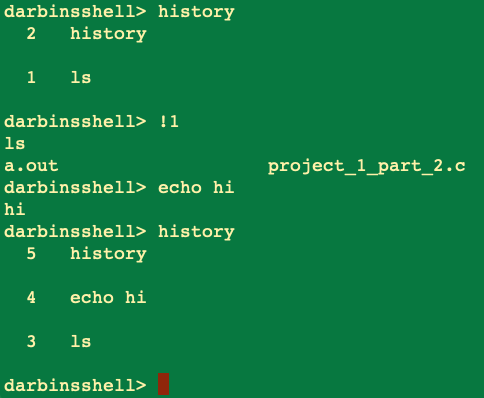 darbinsshell> history
2 history
1 ls
darbinsshell> !1
ls
a.out project_1_part_2.c
darbinsshell> echo hi
hi
darbinsshell> history
5 history
4 echo hi
3 ls
darbinsshell>